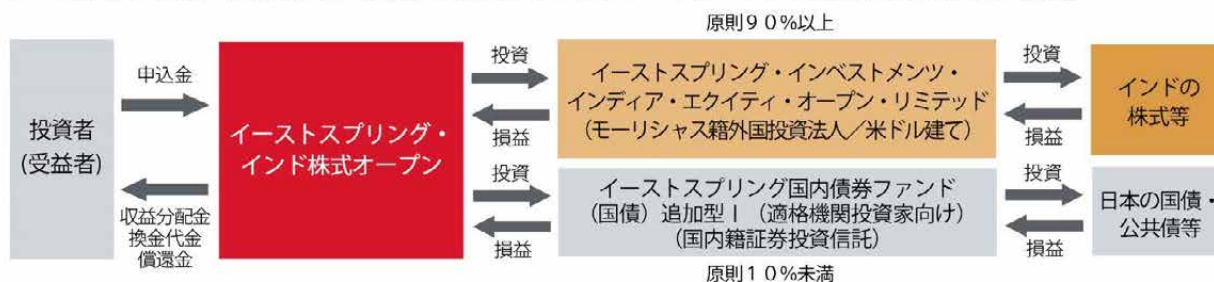 投資者
(受益者)
申込金
収益分配金
換金代金
償還金
イーストスプリング・
インド株式オープン
投資
損益
投資
損益
原則90%以上
イーストスプリング・インベストメンツ・
インディア・エクイティ・オープン・リミテッド
(モーリシャス籍外国投資法人/米ドル建て)
イーストスプリング国内債券ファンド
(国債)追加型I(適格機関投資家向け)
(国内籍証券投資信託)
原則10%未満
投資
損益
投資
損益
インドの
株式等
日本の国債・
公共債等